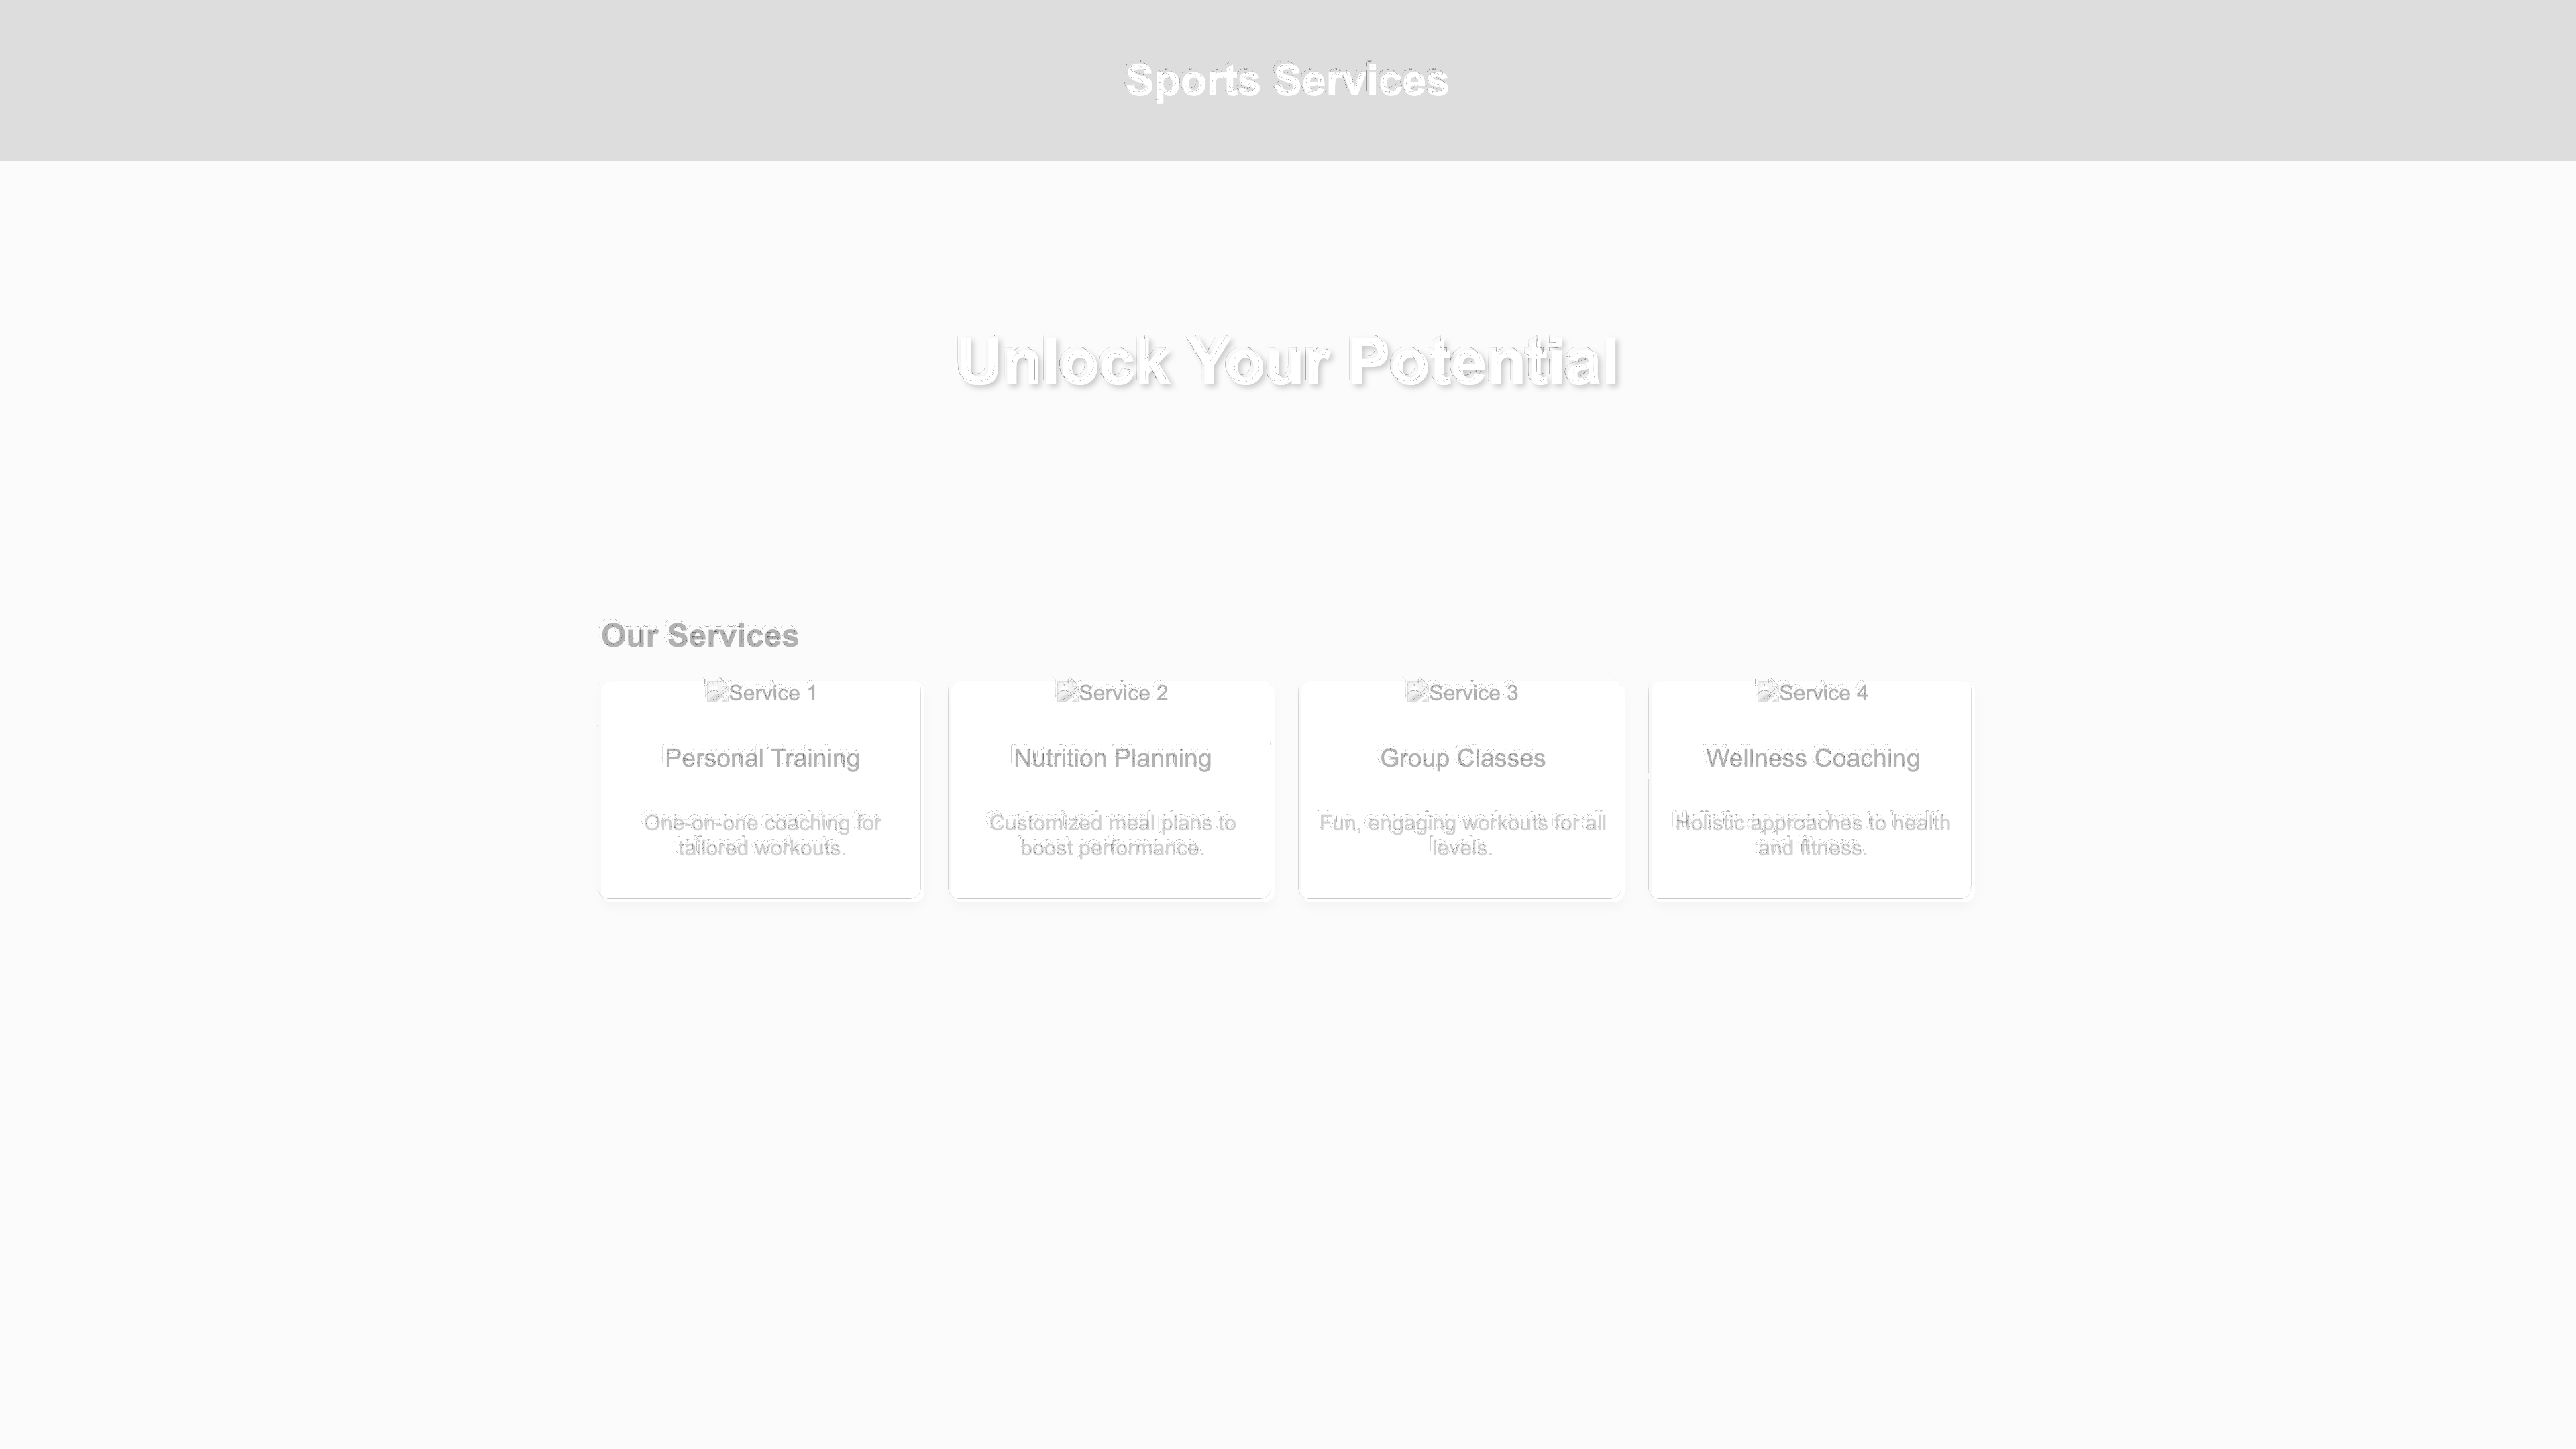 Sports Services
Unlock Your Potential
Our Services
Service 1
Service 2
Service 3
Service 4
Personal Training
Nutrition Planning
Group Classes
Wellness Coaching
One-on-one coaching for
tailored workouts.
Customized meal plans to
boost performance.
Fun, engaging workouts for all
levels.
Holistic approaches to health
and fitness.